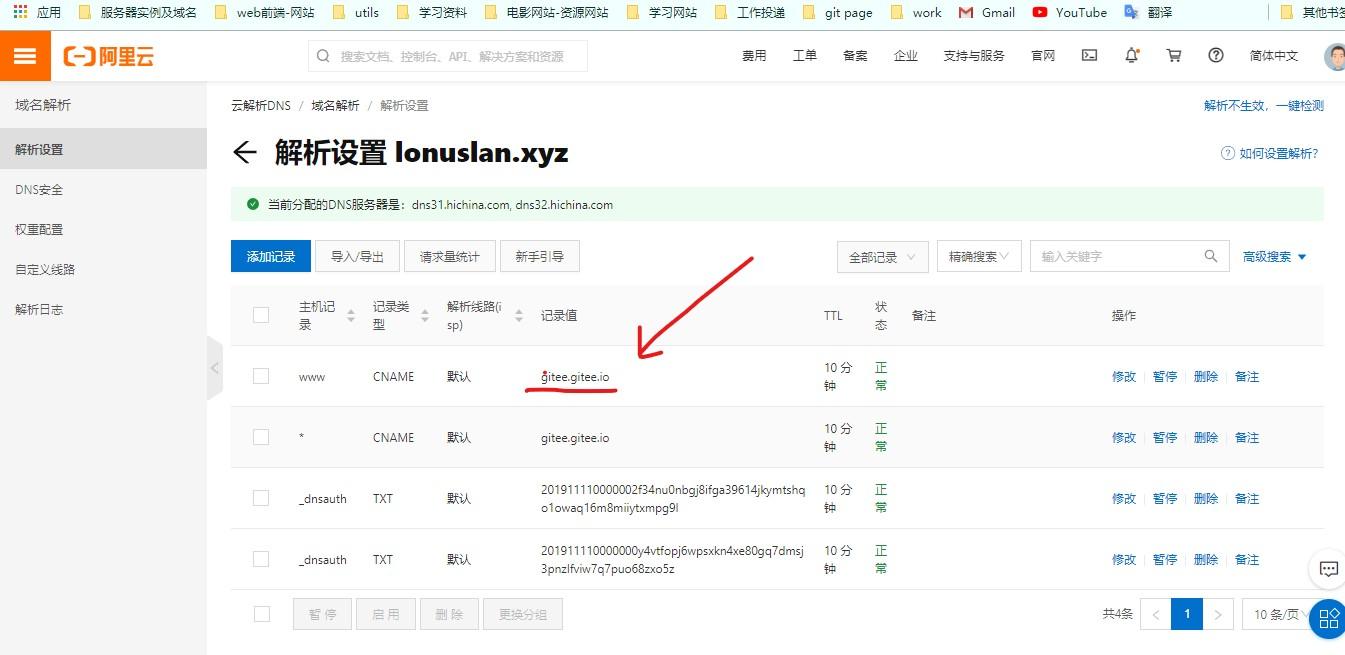 应用 服务器实例及域名 web前端-网站 utils 学习资料 电影网站-资源网站 学习网站 工作投递 git page work Gmail YouTube 翻译 其他书签
阿里云 搜索文档、控制台、API、解决方案和资源 费用 工单 备案 企业 支持与服务 官网 简体中文
域名解析
解析设置
DNS安全
权重配置
自定义线路
解析日志
云解析DNS / 域名解析 / 解析设置 解析不生效，一键检测
解析设置 lonuslan.xyz 如何设置解析?
当前分配的DNS服务器是：dns31.hichina.com, dns32.hichina.com
添加记录 导入/导出 请求量统计 新手引导 全部记录 精确搜索 输入关键字 高级搜索
主机记录 记录类型 解析线路(isp) 记录值 TTL 状态 备注 操作
www CNAME 默认 gitee.gitee.io 10 分钟 正常 修改 暂停 删除 备注
* CNAME 默认 gitee.gitee.io 10 分钟 正常 修改 暂停 删除 备注
_dnsauth TXT 默认 201911110000002f34nu0nbgj8ifga39614jkymtshq 10 分钟 正常 修改 暂停 删除 备注
o1owaq16m8miiytxmpg9l
_dnsauth TXT 默认 201911110000000y4vtfopj6wpsxkn4xe80gq7dmsj 10 分钟 正常 修改 暂停 删除 备注
3pnzlfviw7q7puo68zxo5z
暂 停 启 用 删 除 更换分组 共4条 < 1 > 10 条/页